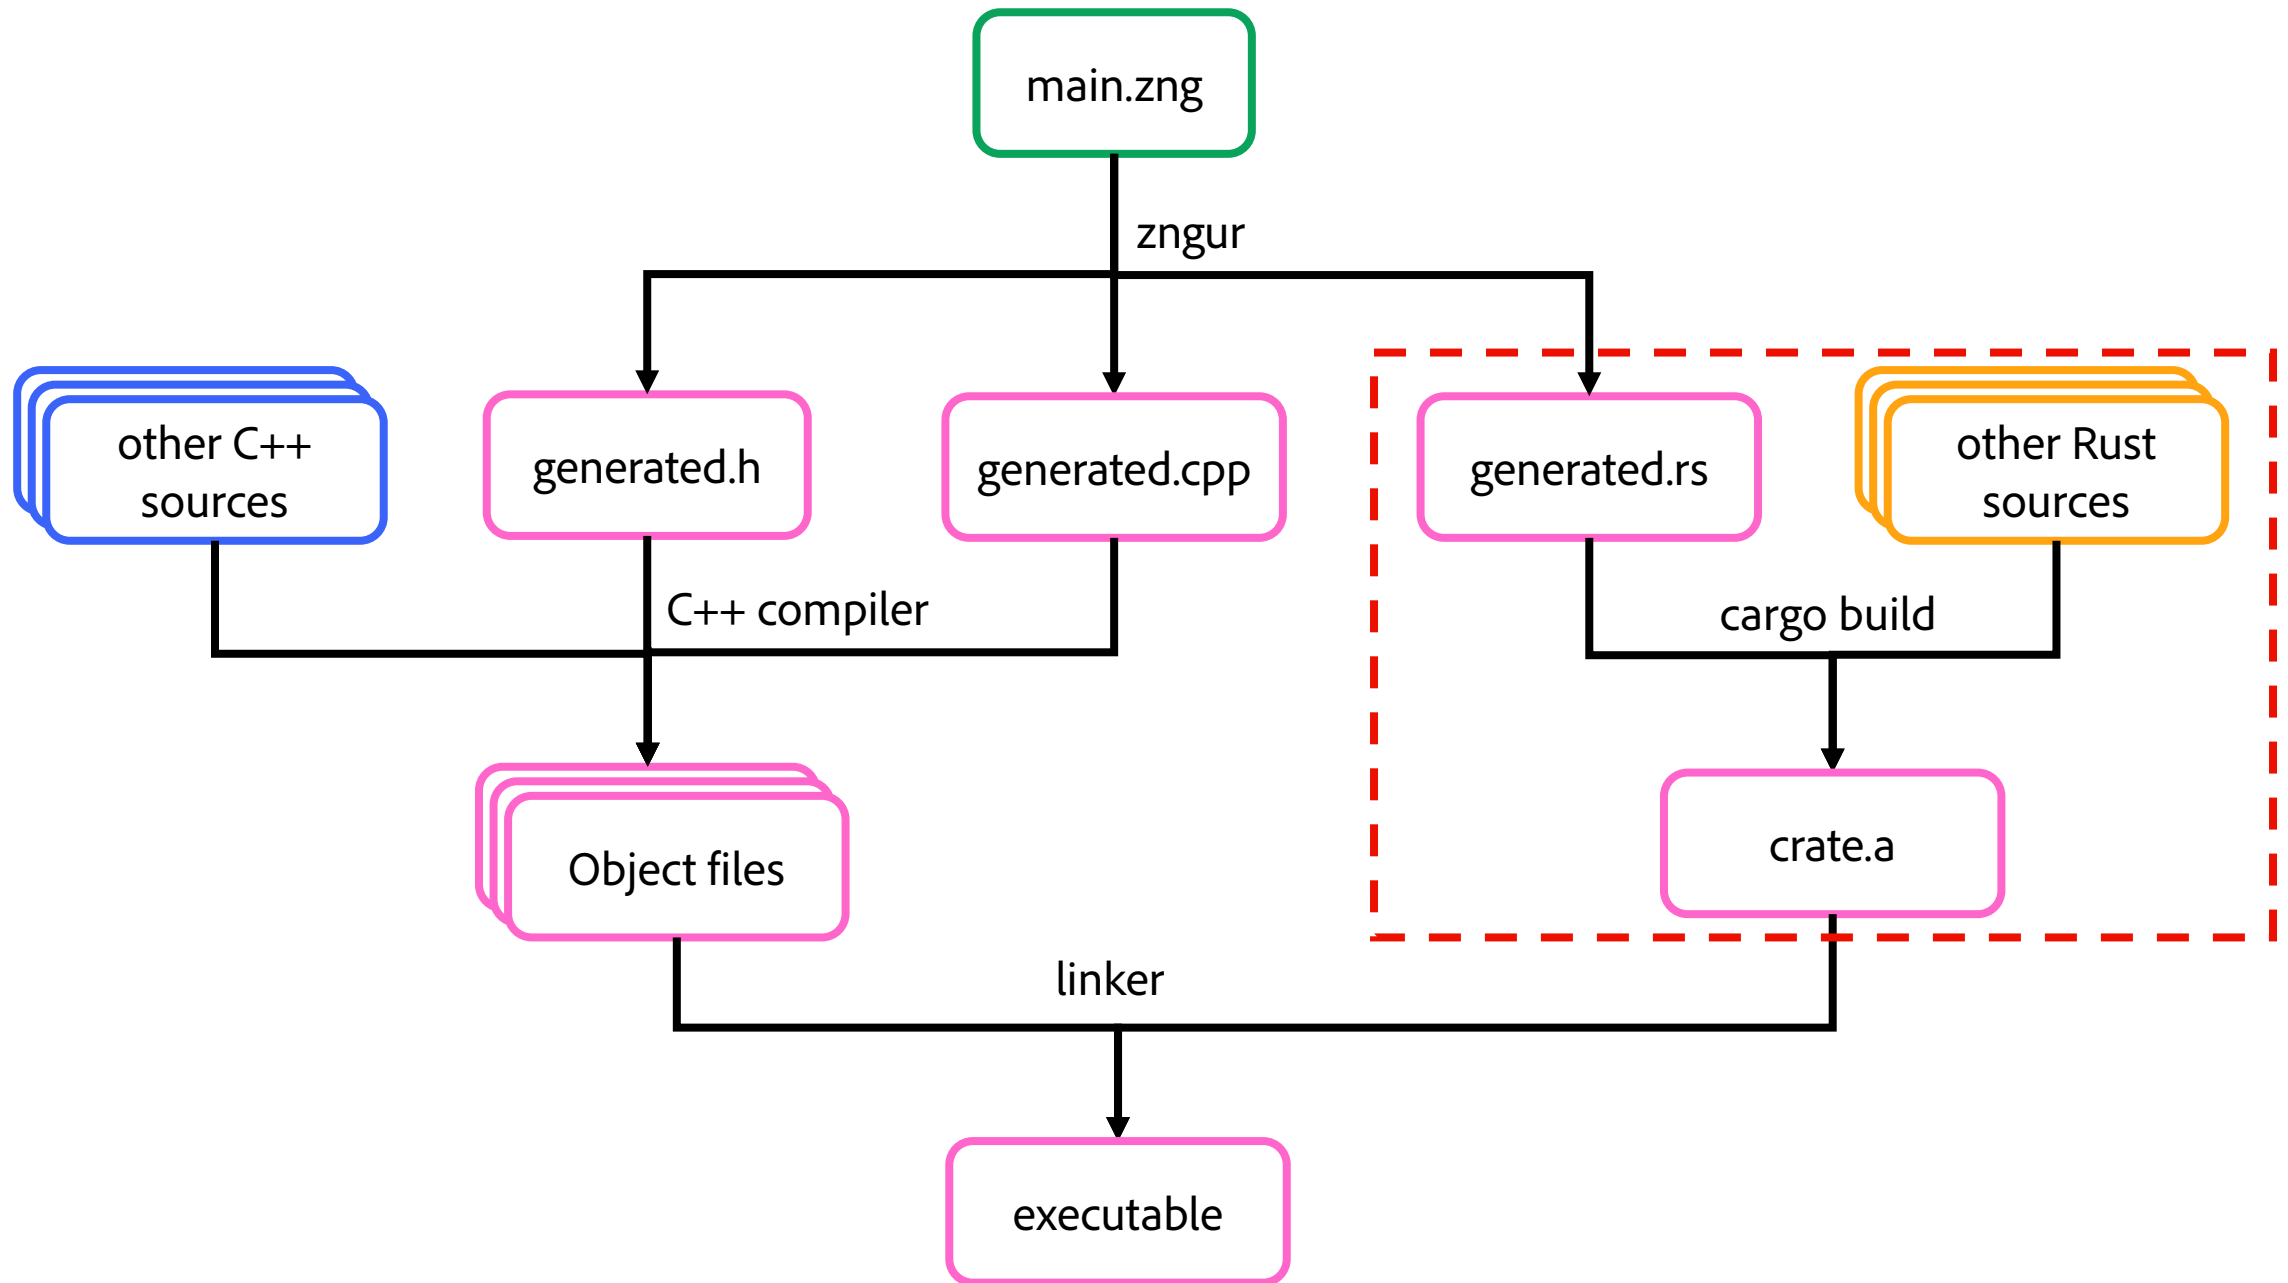 main.zng
zngur
other C++
sources
generated.h
generated.cpp
generated.rs
other Rust
sources
C++ compiler
cargo build
Object files
crate.a
linker
executable